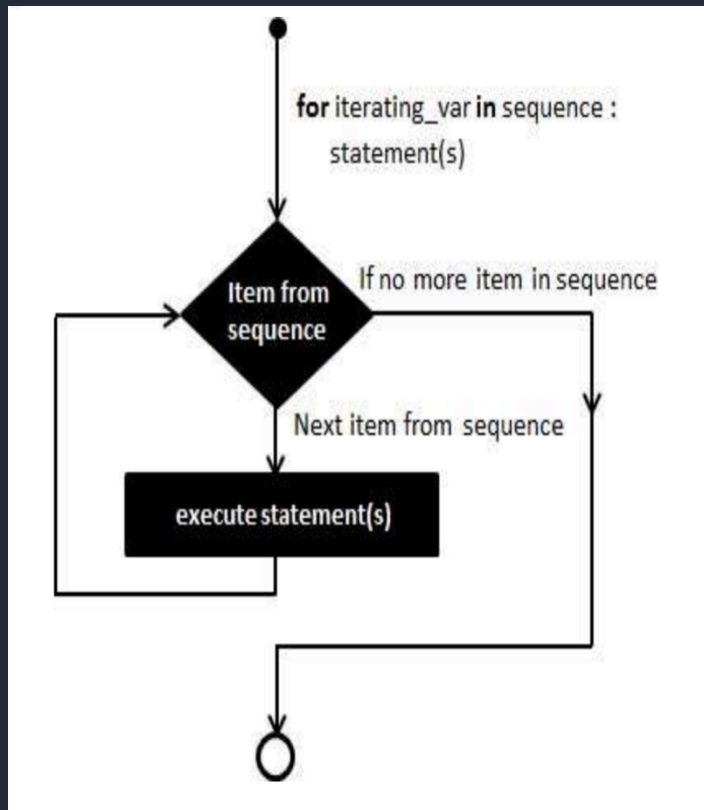 for iterating_var in sequence :
statement(s)
If no more item in sequence
Item from
sequence
Next item from sequence
execute statement(s)